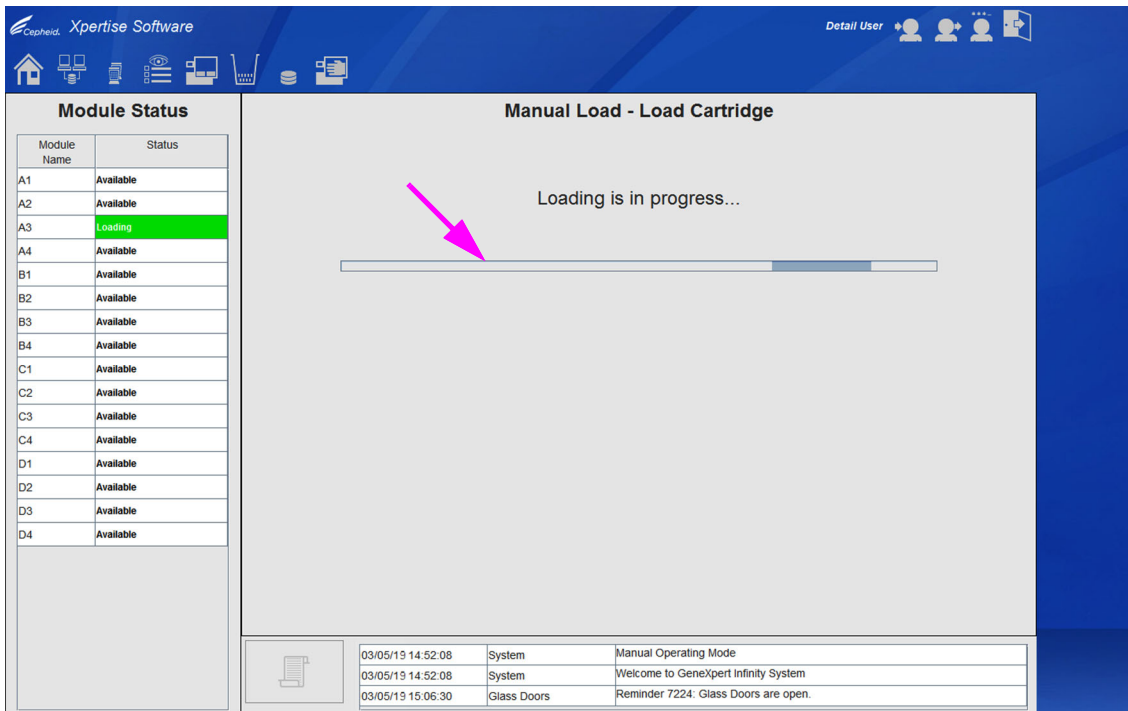 Cepheid. Xpertise Software
Detail User
Module Status
Module Name Status
A1 Available
A2 Available
A3 Loading
A4 Available
B1 Available
B2 Available
B3 Available
B4 Available
C1 Available
C2 Available
C3 Available
C4 Available
D1 Available
D2 Available
D3 Available
D4 Available
Manual Load - Load Cartridge
Loading is in progress...
03/05/19 14:52:08 System Manual Operating Mode
03/05/19 14:52:08 System Welcome to GeneXpert Infinity System
03/05/19 15:06:30 Glass Doors Reminder 7224: Glass Doors are open.